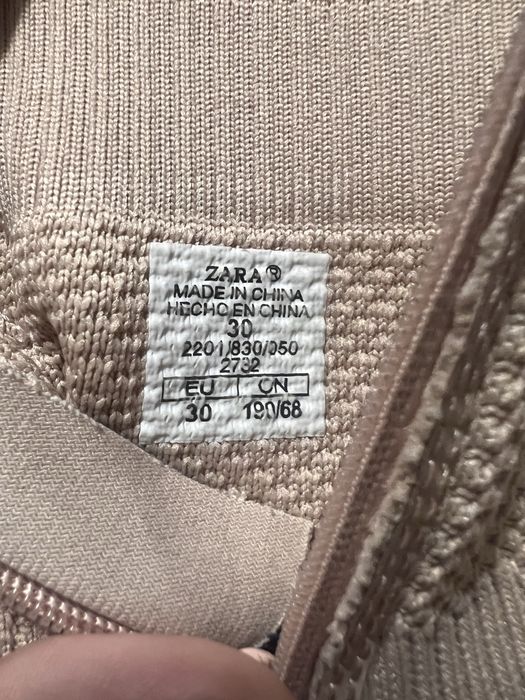 ZARA ®
MADE IN CHINA
HECHO EN CHINA
30
2201/830/050
2732
EU CN
30 190/68